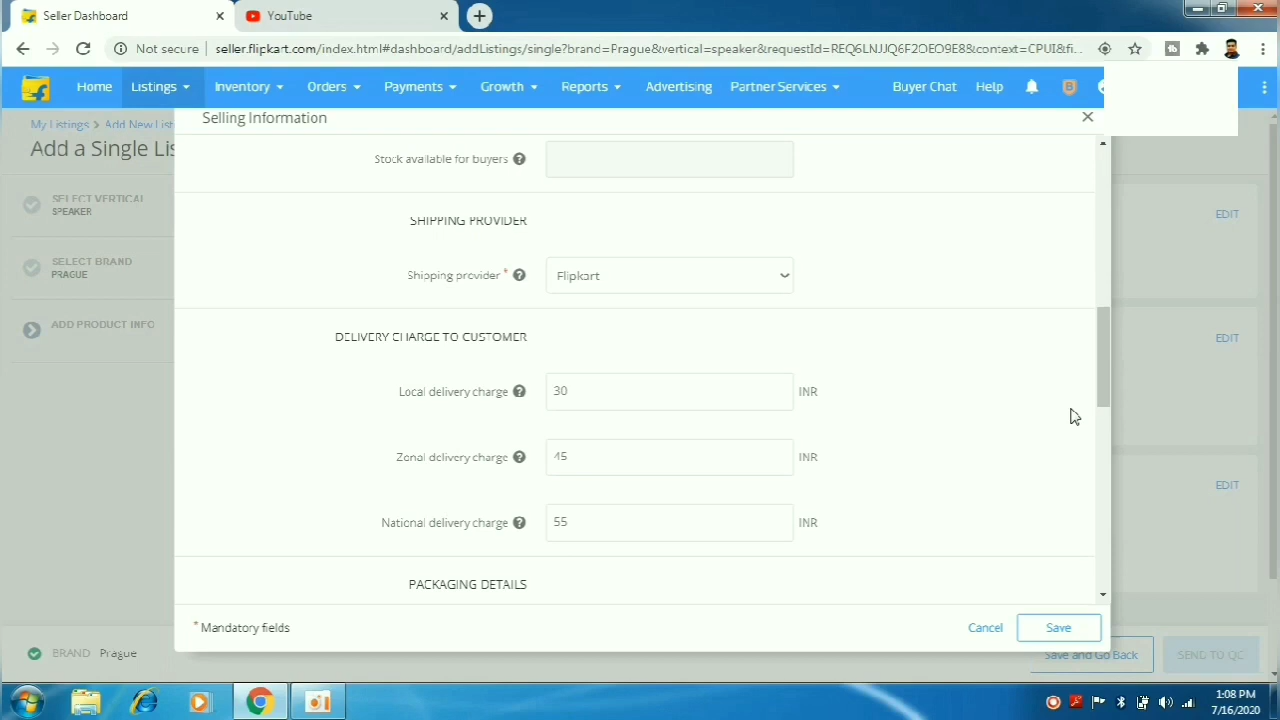 Seller Dashboard
YouTube
Not secure
seller.flipkart.com/index.html#dashboard/addListings/single?brand=Prague&vertical=speaker&requestId=REQ6LNJJQ6F2OEO9E8&context=CPUI&fi...
Home Listings Inventory Orders Payments Growth Reports Advertising Partner Services Buyer Chat Help
My Listings > Add New List
Add a Single Lis
Selling Information
SELECT VERTICAL
SPEAKER
SELECT BRAND
PRAGUE
ADD PRODUCT INFO
Stock available for buyers
SHIPPING PROVIDER
Shipping provider * Flipkart
DELIVERY CHARGE TO CUSTOMER
Local delivery charge 30 INR
Zonal delivery charge 45 INR
National delivery charge 55 INR
PACKAGING DETAILS
EDIT
EDIT
EDIT
* Mandatory fields
Cancel Save
BRAND Prague
Save and Go Back SEND TO QC
1:08 PM
7/16/2020